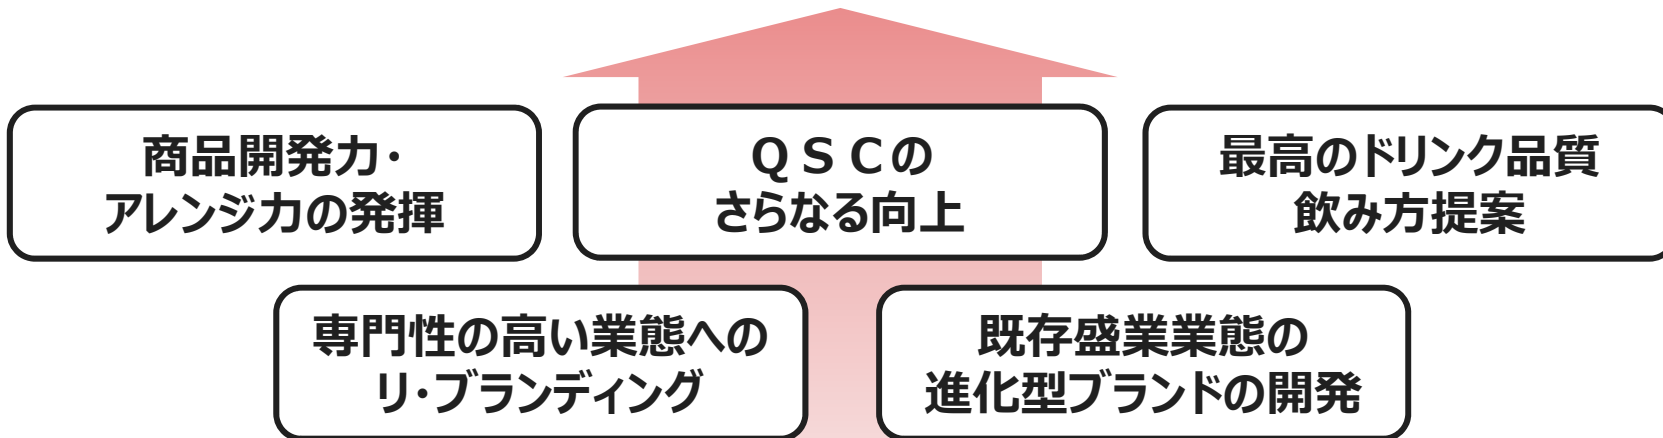 商品開発力・
アレンジ力の発揮
ＱＳＣの
さらなる向上
最高のドリンク品質
飲み方提案
専門性の高い業態への
リ・ブランディング
既存盛業業態の
進化型ブランドの開発